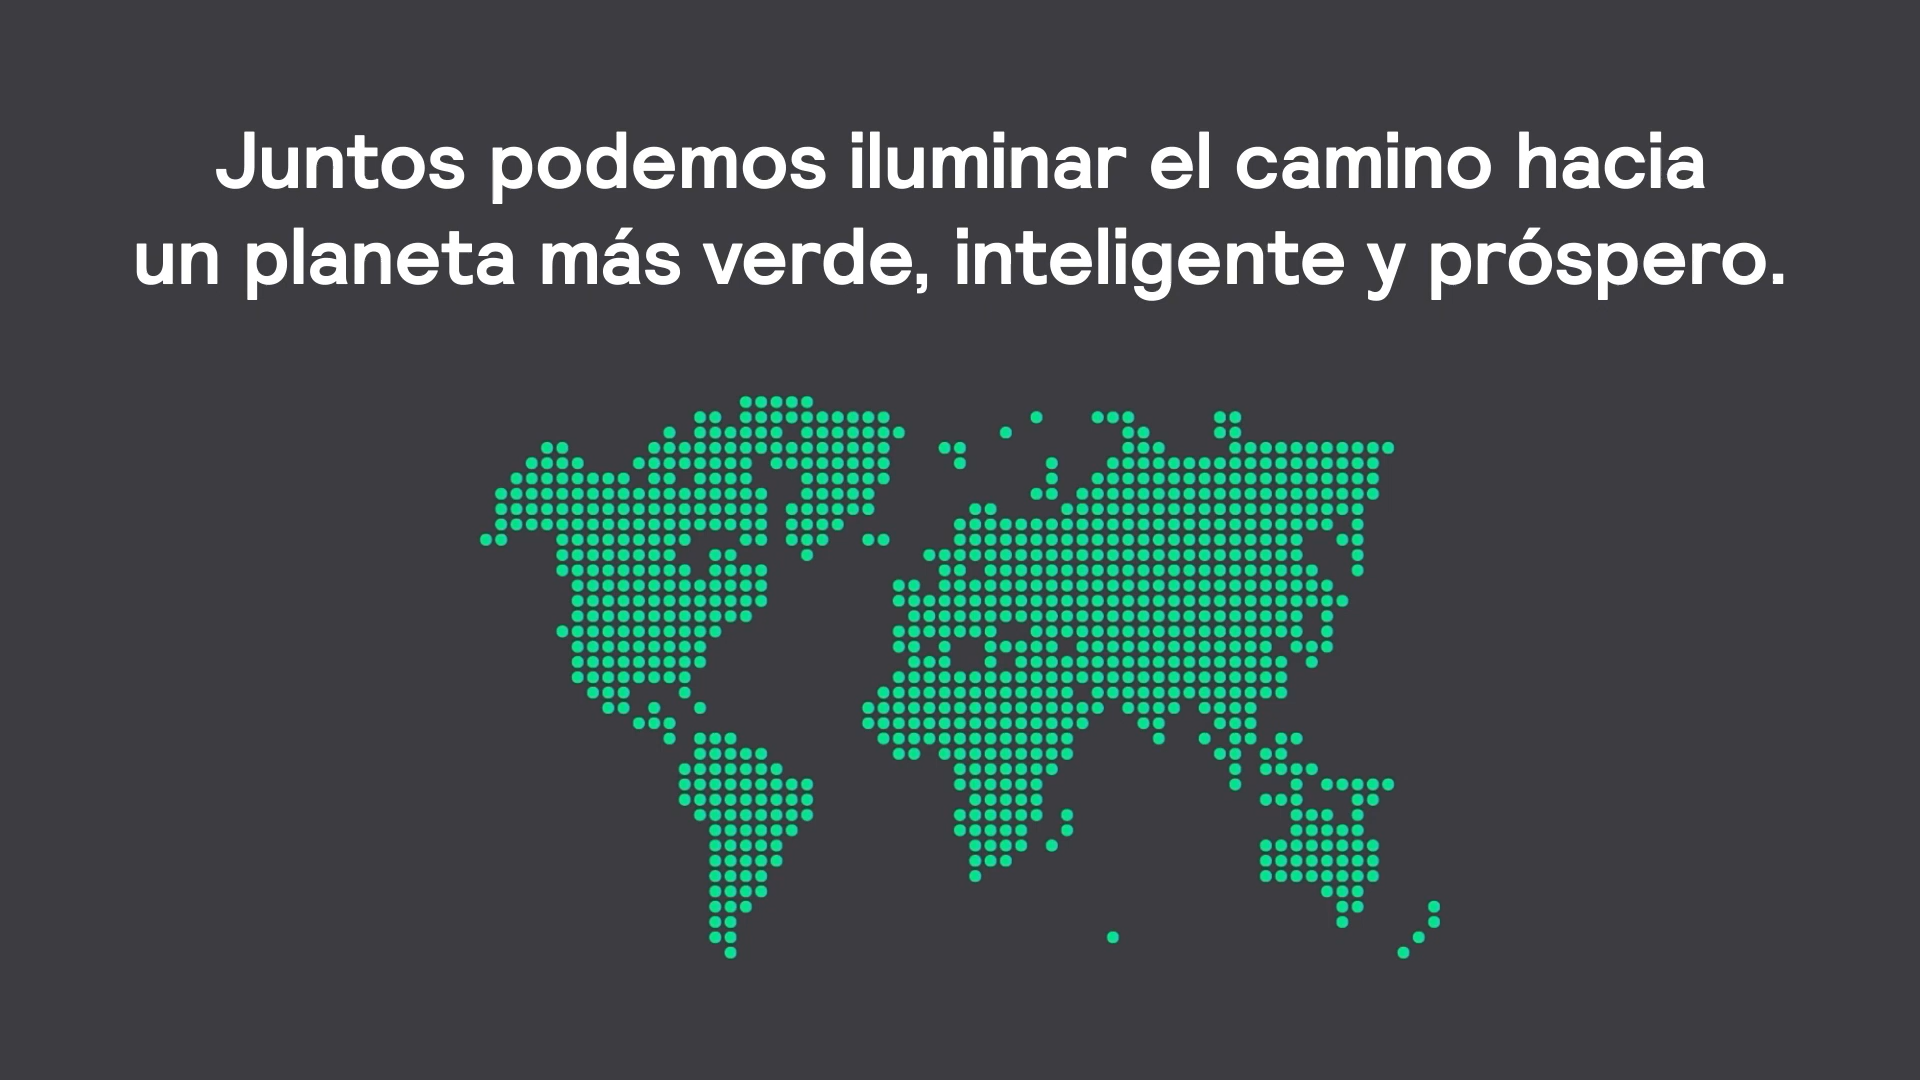 Juntos podemos iluminar el camino hacia
un planeta más verde, inteligente y próspero.